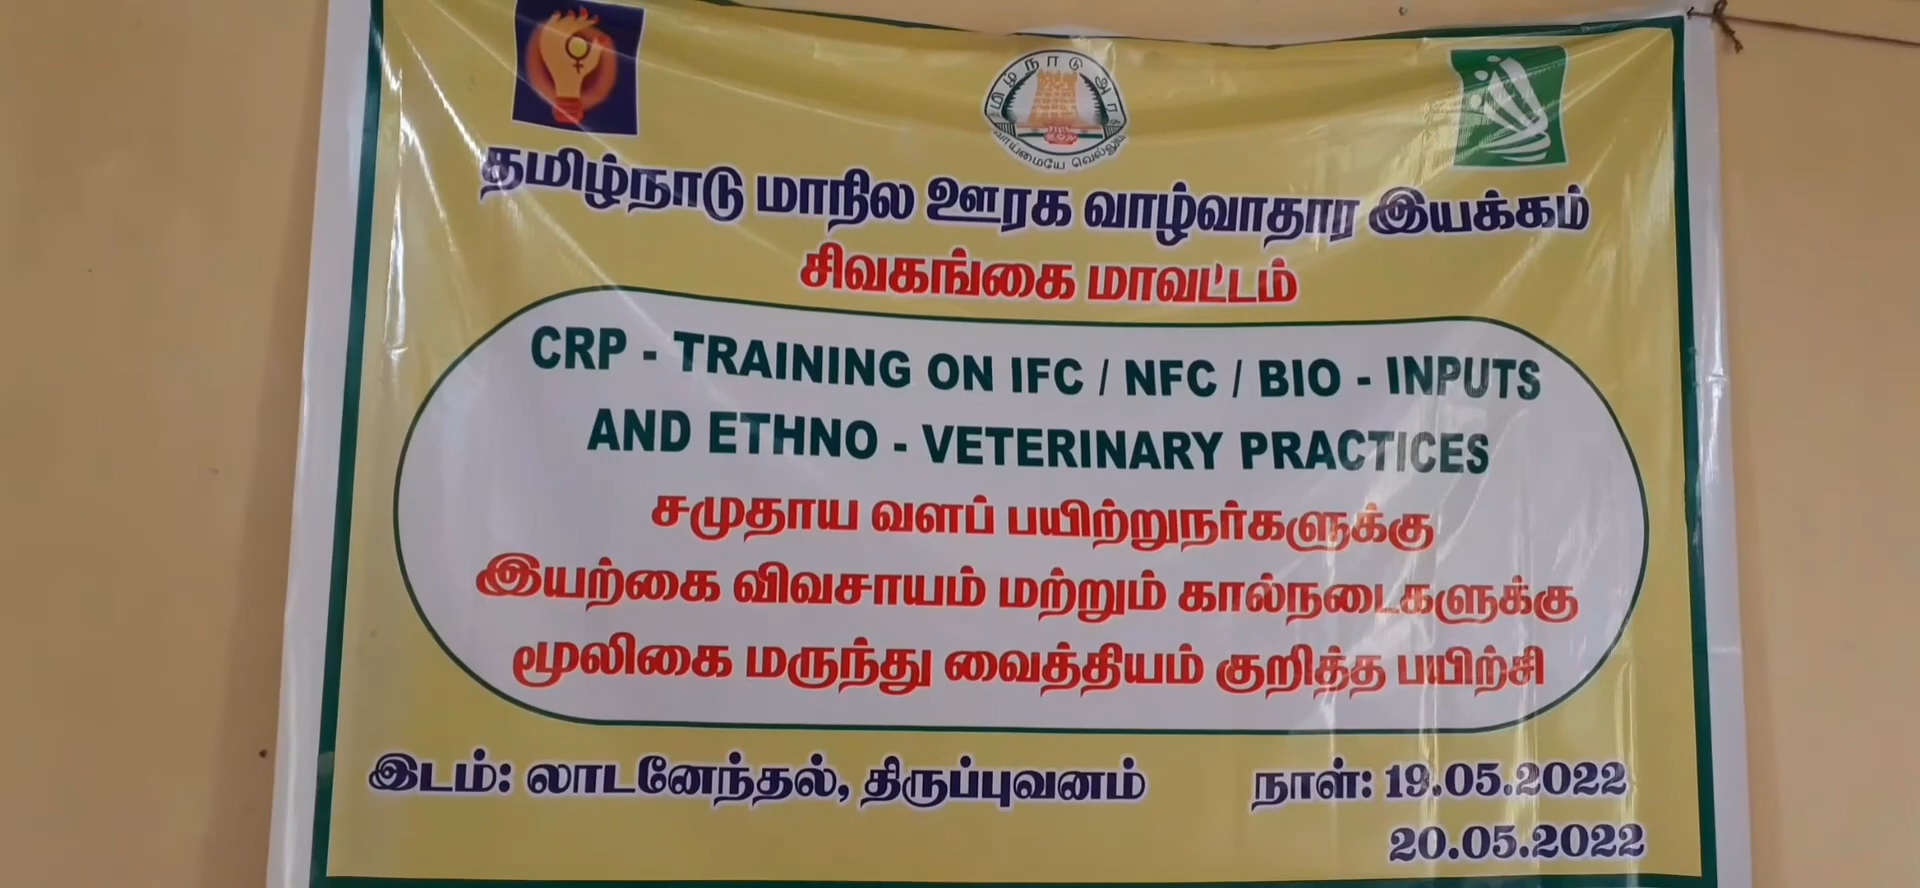 தமிழ்நாடு அரசு
வாய்மையே வெல்லும்
தமிழ்நாடு மாநில ஊரக வாழ்வாதார இயக்கம்
சிவகங்கை மாவட்டம்
CRP - TRAINING ON IFC / NFC / BIO - INPUTS
AND ETHNO - VETERINARY PRACTICES
சமுதாய வளப் பயிற்றுநர்களுக்கு
இயற்கை விவசாயம் மற்றும் கால்நடைகளுக்கு
மூலிகை மருந்து வைத்தியம் குறித்த பயிற்சி
இடம்: லாடனேந்தல், திருப்புவனம் நாள்: 19.05.2022
20.05.2022